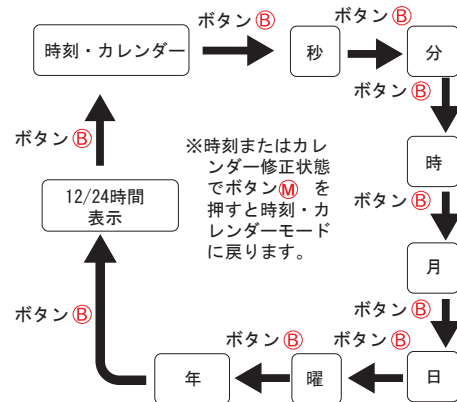 ボタンⒷ
ボタンⒷ
時刻・カレンダー
秒
分
ボタンⒷ
ボタンⒷ
※時刻またはカレ
ンダー修正状態
でボタンⓂ を
押すと時刻・カ
レンダーモード
に戻ります。
時
12/24時間
表示
ボタンⒷ
月
ボタンⒷ
ボタンⒷ
ボタンⒷ
ボタンⒷ
年
曜
日